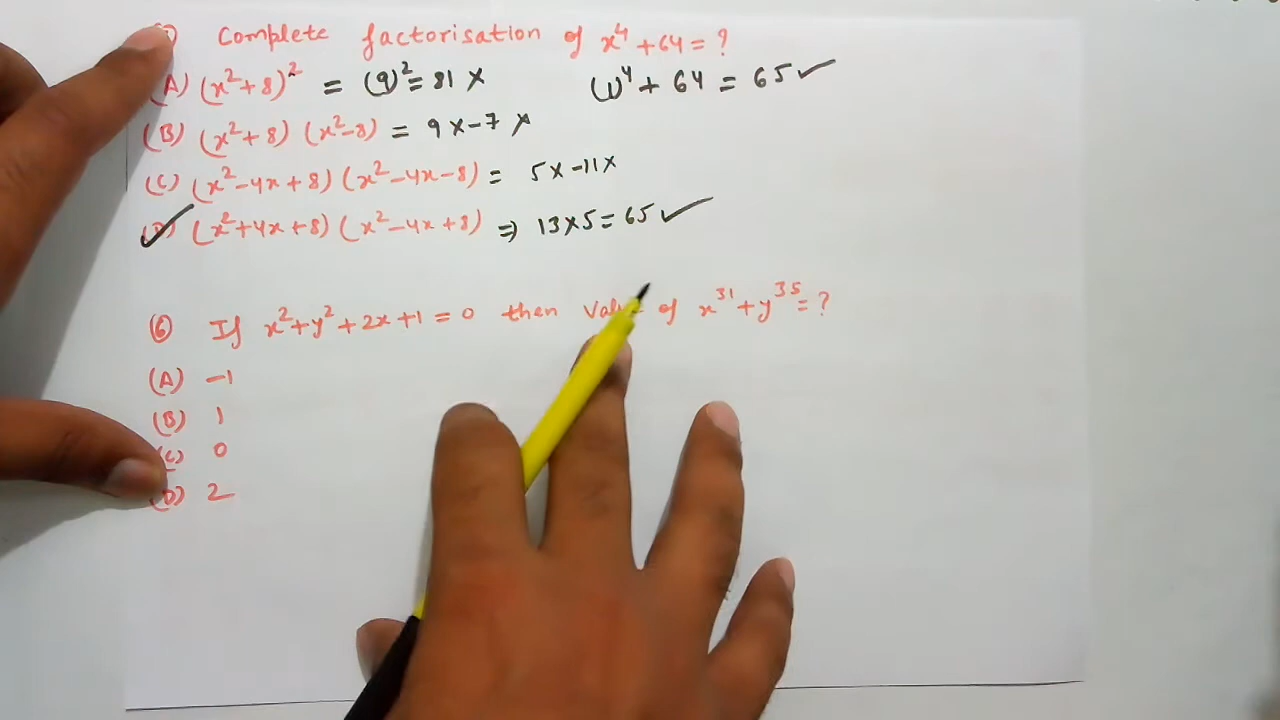 Complete factorisation of x⁴ + 64 = ?
(A) (x² + 8)² = (9)² = 81 ✗ (1)⁴ + 64 = 65 ✓
(B) (x² + 8) (x² - 8) = 9 x - 7 ✗
(C) (x² - 4x + 8) (x² - 4x - 8) = 5 x - 11 x
(x² + 4x + 8) (x² - 4x + 8) ⇒ 13 x 5 = 65 ✓
(6) If x² + y² + 2x + 1 = 0 then of x³¹ + y³⁵ = ?
(A) -1
(B) 1
(C) 0
(D) 2